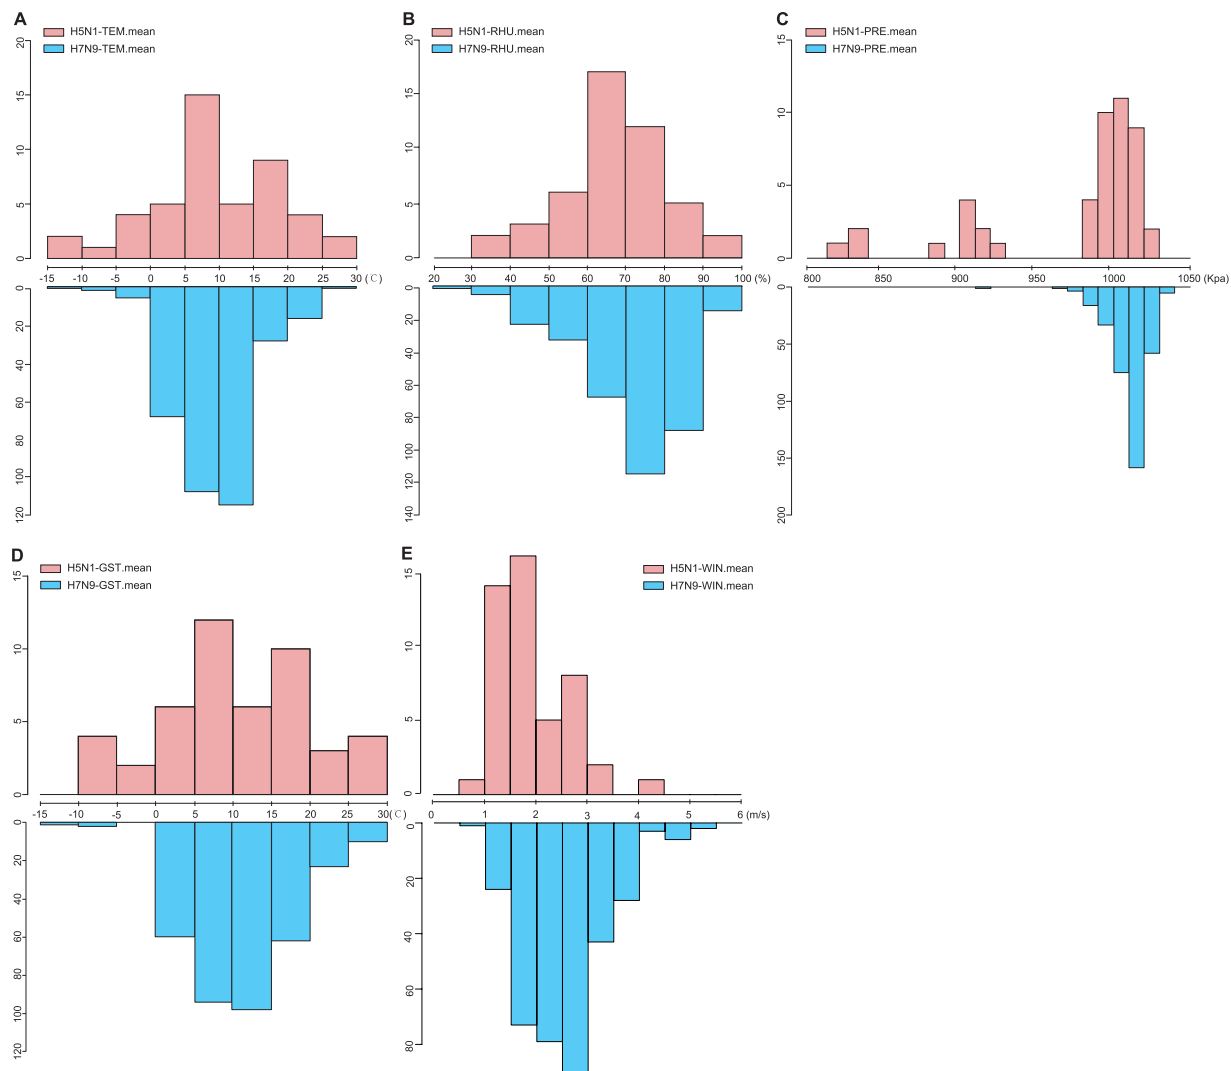 A
H5N1-TEM.mean
H7N9-TEM.mean
20
15
10
5
0
-15 -10 -5 0 5 10 15 20 25 30 (C)
0
20
40
60
80
100
120
B
H5N1-RHU.mean
H7N9-RHU.mean
20
15
10
5
0
20 30 40 50 60 70 80 90 100 (%)
0
20
40
60
80
100
120
140
C
H5N1-PRE.mean
H7N9-PRE.mean
15
10
5
0
800 850 900 950 1000 1050 (Kpa)
0
50
100
150
200
D
H5N1-GST.mean
H7N9-GST.mean
15
10
5
0
-15 -10 -5 0 5 10 15 20 25 30 (C)
0
20
40
60
80
100
120
E
H5N1-WIN.mean
H7N9-WIN.mean
15
10
5
0
0 1 2 3 4 5 6 (m/s)
0
20
40
60
80